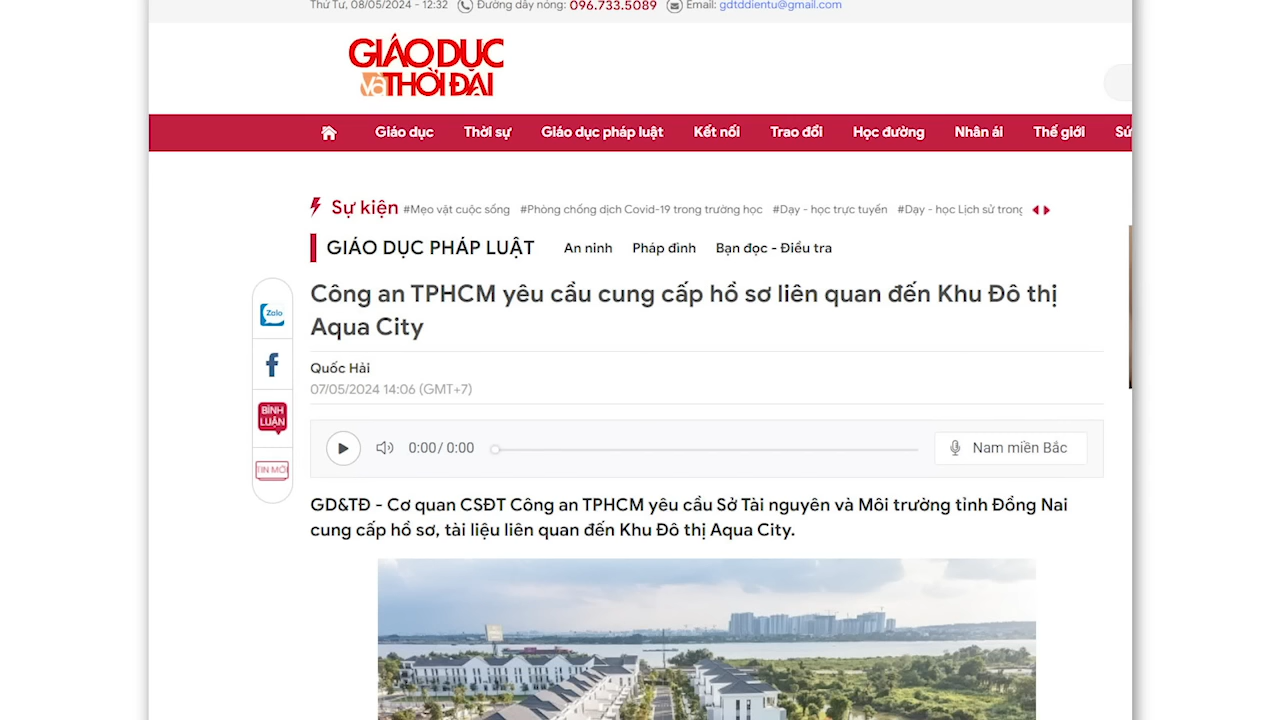 Thứ Tư, 08/05/2024 - 12:32 Đường dây nóng: 096.733.5089 Email: gdtddientu@gmail.com
GIÁO DỤC
và THỜI ĐẠI
Giáo dục Thời sự Giáo dục pháp luật Kết nối Trao đổi Học đường Nhân ái Thế giới Sứ
Sự kiện #Mẹo vặt cuộc sống #Phòng chống dịch Covid-19 trong trường học #Dạy - học trực tuyến #Dạy - học Lịch sử trong
GIÁO DỤC PHÁP LUẬT An ninh Pháp đình Bạn đọc - Điều tra
Công an TPHCM yêu cầu cung cấp hồ sơ liên quan đến Khu Đô thị
Aqua City
Zalo
Quốc Hải
07/05/2024 14:06 (GMT+7)
BÌNH
LUẬN
0:00 / 0:00 Nam miền Bắc
TIN MỚI
GD&TĐ - Cơ quan CSĐT Công an TPHCM yêu cầu Sở Tài nguyên và Môi trường tỉnh Đồng Nai
cung cấp hồ sơ, tài liệu liên quan đến Khu Đô thị Aqua City.